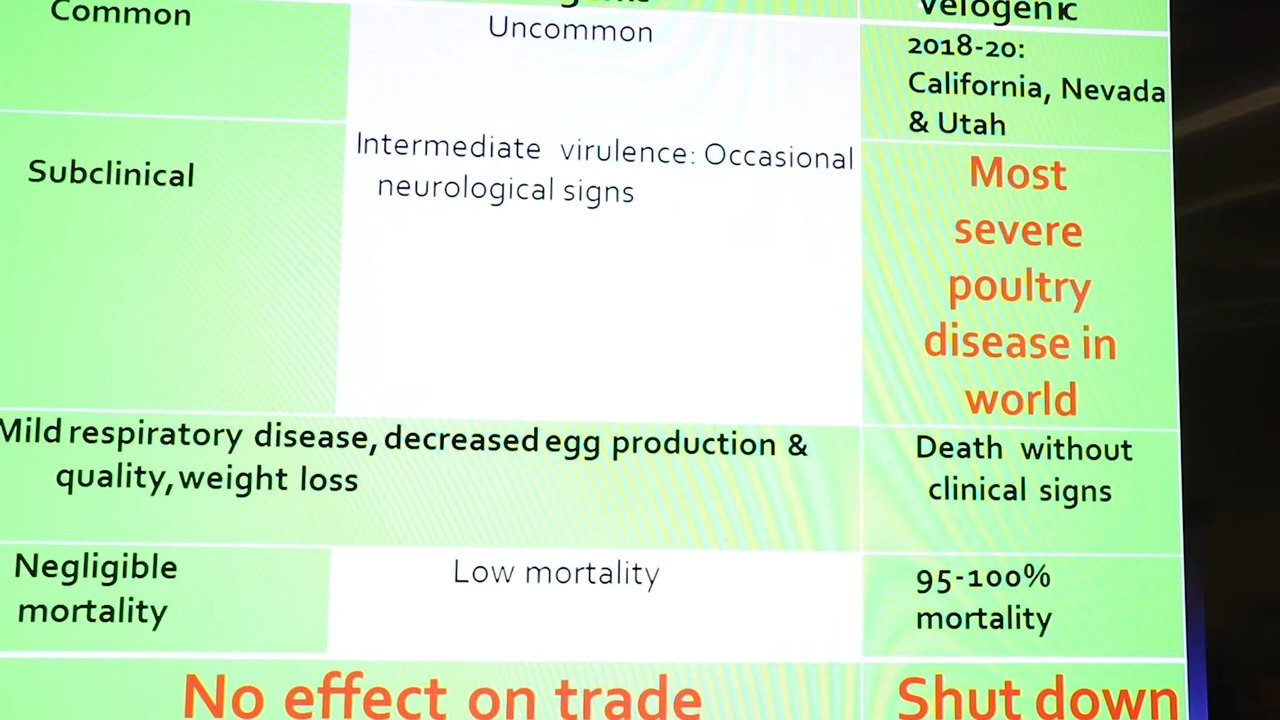 Common
Uncommon
Velogenic
2018-20:
California, Nevada
& Utah
Subclinical
Intermediate virulence: Occasional
neurological signs
Most
severe
poultry
disease in
world
Mild respiratory disease, decreased egg production &
quality, weight loss
Death without
clinical signs
Negligible
mortality
Low mortality
95-100%
mortality
No effect on trade
Shut down